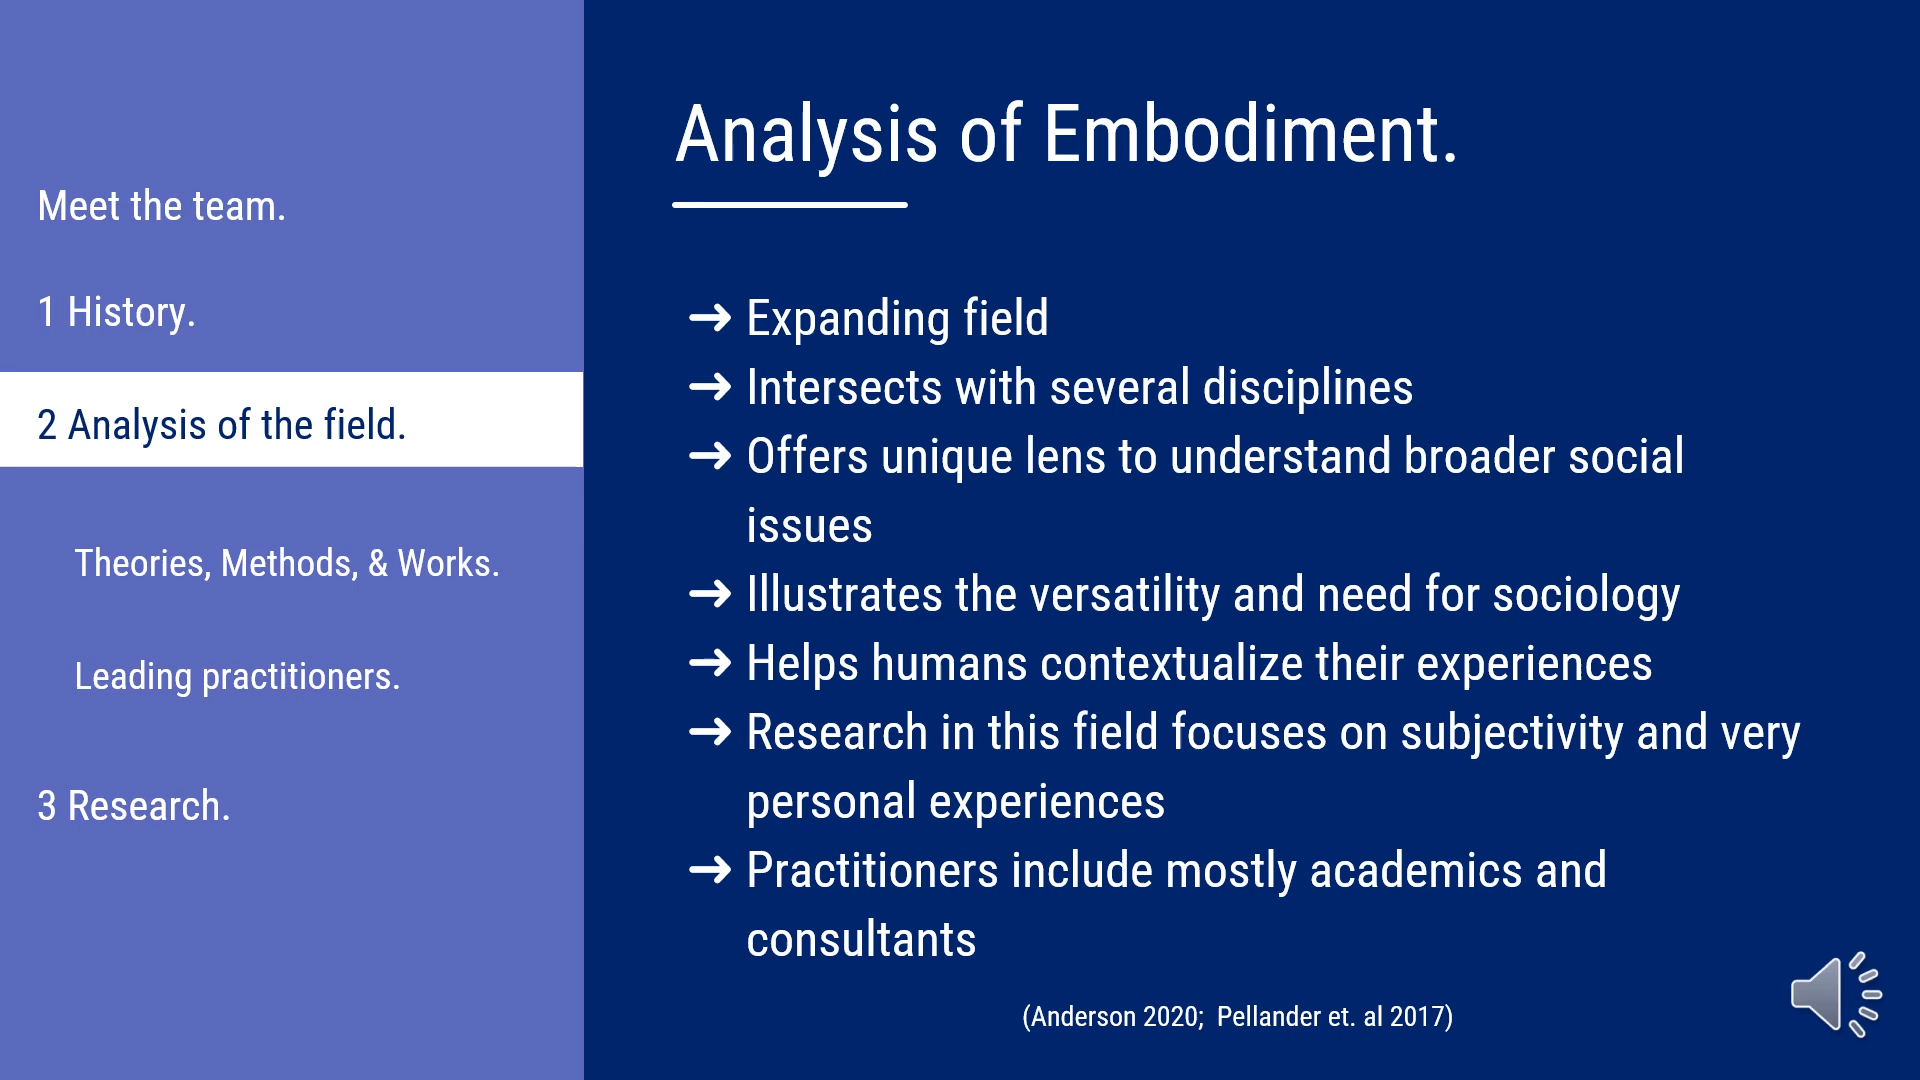 Meet the team.
1 History.
2 Analysis of the field.
Theories, Methods, & Works.
Leading practitioners.
3 Research.
Analysis of Embodiment.
→ Expanding field
→ Intersects with several disciplines
→ Offers unique lens to understand broader social
issues
→ Illustrates the versatility and need for sociology
→ Helps humans contextualize their experiences
→ Research in this field focuses on subjectivity and very
personal experiences
→ Practitioners include mostly academics and
consultants
(Anderson 2020;  Pellander et. al 2017)